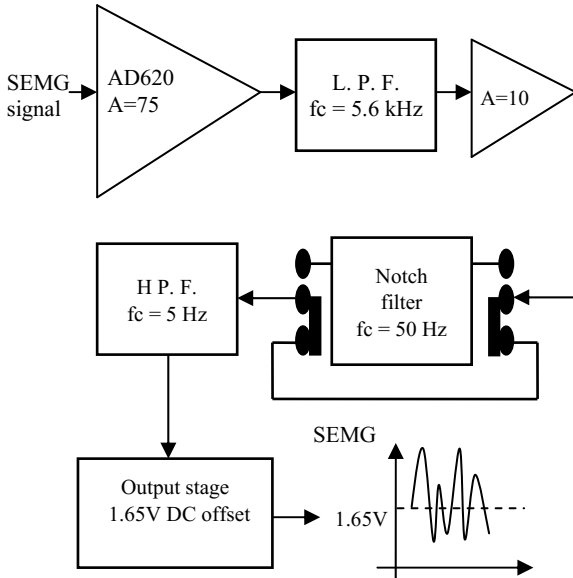 SEMG
signal
AD620
A=75
L. P. F.
fc = 5.6 kHz
A=10
H P. F.
fc = 5 Hz
Notch
filter
fc = 50 Hz
Output stage
1.65V DC offset
SEMG
1.65V